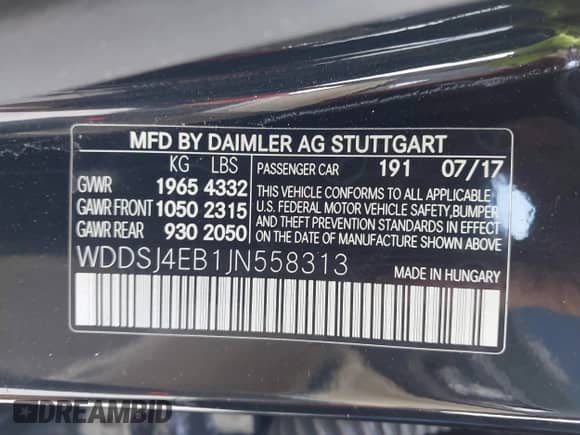 MFD BY DAIMLER AG STUTTGART
KG LBS PASSENGER CAR 191 07/17
GVWR 1965 4332 THIS VEHICLE CONFORMS TO ALL APPLICABLE
GAWR FRONT 1050 2315 U.S. FEDERAL MOTOR VEHICLE SAFETY, BUMPER
AND THEFT PREVENTION STANDARDS IN EFFECT
GAWR REAR 930 2050 ON THE DATE OF MANUFACTURE SHOWN ABOVE.
WDDSJ4EB1JN558313 MADE IN HUNGARY
DREAMBID